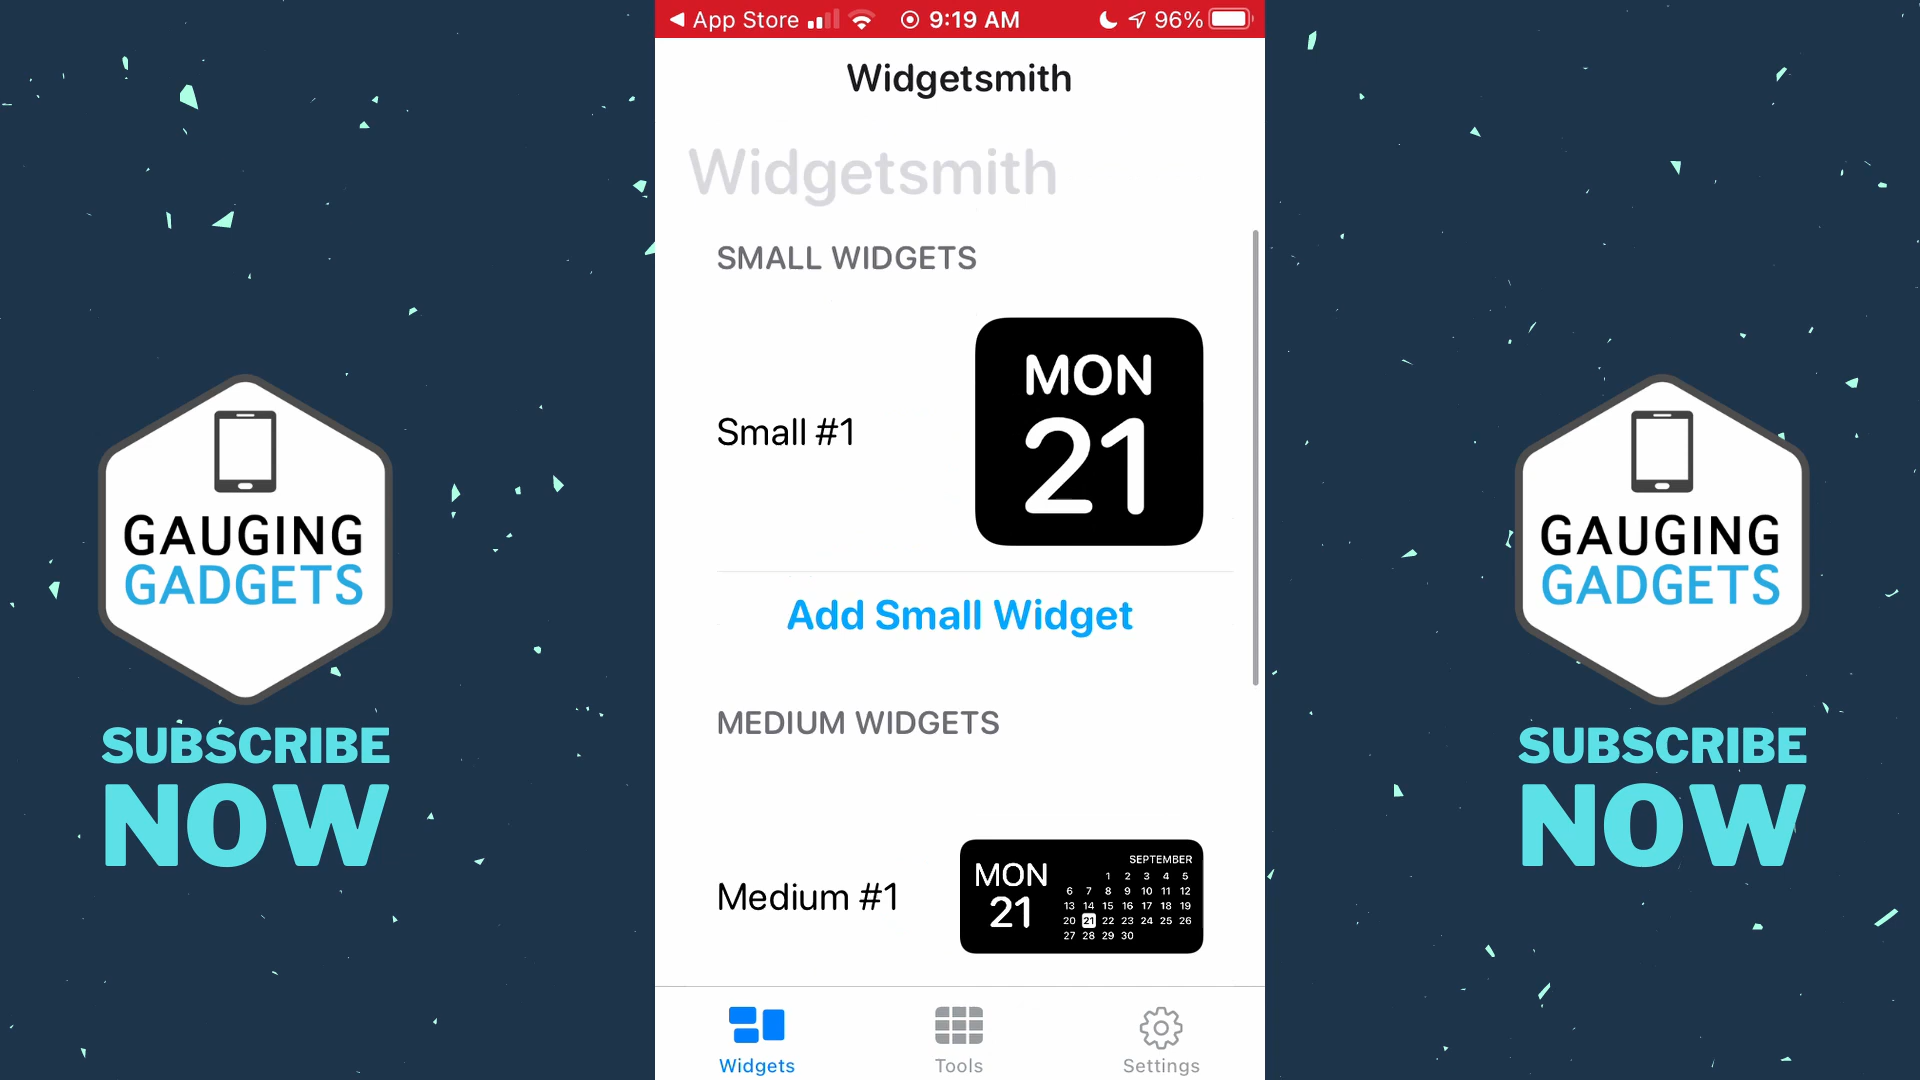 App Store 9:19 AM 96%
Widgetsmith
Widgetsmith
SMALL WIDGETS
Small #1
MON
21
Add Small Widget
MEDIUM WIDGETS
Medium #1
MON
21
SEPTEMBER
1 2 3 4 5
6 7 8 9 10 11 12
13 14 15 16 17 18 19
20 21 22 23 24 25 26
27 28 29 30
Widgets Tools Settings
GAUGING
GADGETS
SUBSCRIBE
NOW
GAUGING
GADGETS
SUBSCRIBE
NOW